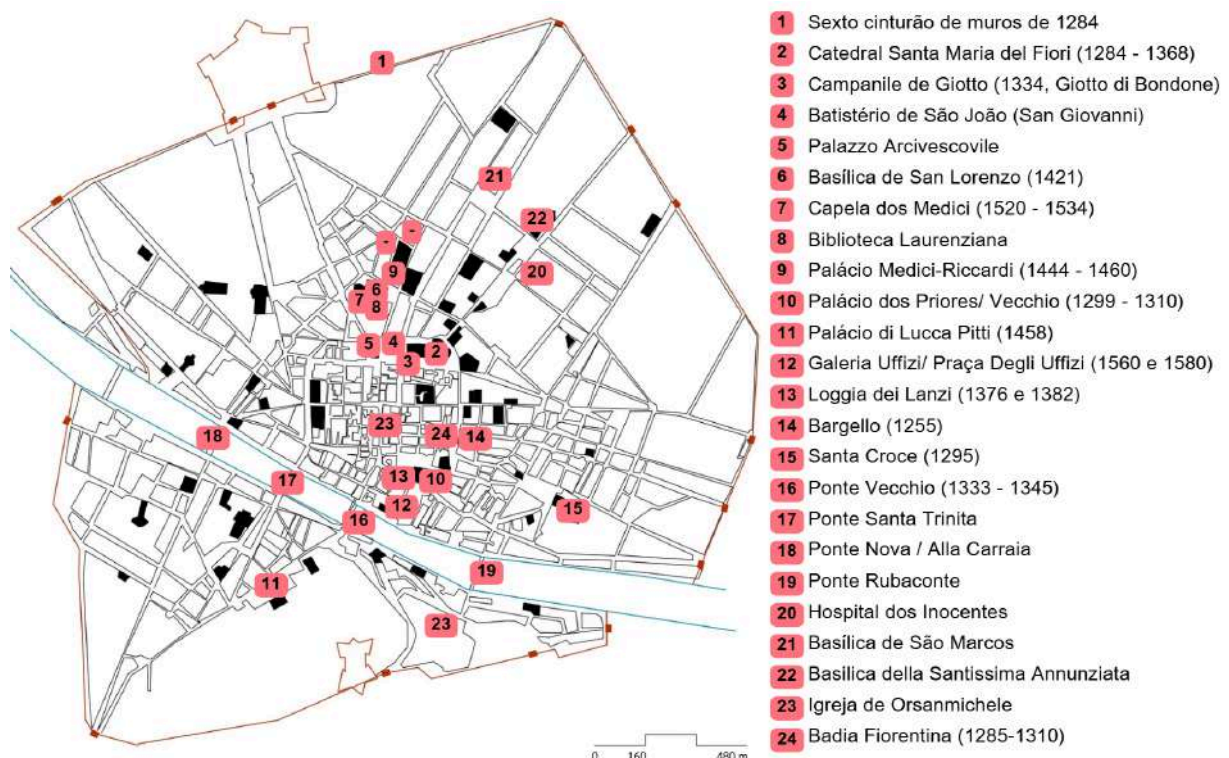 1 Sexto cinturão de muros de 1284
2 Catedral Santa Maria del Fiori (1284 - 1368)
3 Campanile de Giotto (1334, Giotto di Bondone)
4 Batistério de São João (San Giovanni)
5 Palazzo Arcivescovile
6 Basílica de San Lorenzo (1421)
7 Capela dos Medici (1520 - 1534)
8 Biblioteca Laurenziana
9 Palácio Medici-Riccardi (1444 - 1460)
10 Palácio dos Priores/ Vecchio (1299 - 1310)
11 Palácio di Lucca Pitti (1458)
12 Galeria Uffizi/ Praça Degli Uffizi (1560 e 1580)
13 Loggia dei Lanzi (1376 e 1382)
14 Bargello (1255)
15 Santa Croce (1295)
16 Ponte Vecchio (1333 - 1345)
17 Ponte Santa Trinita
18 Ponte Nova / Alla Carraia
19 Ponte Rubaconte
20 Hospital dos Inocentes
21 Basílica de São Marcos
22 Basilica della Santissima Annunziata
23 Igreja de Orsanmichele
24 Badia Fiorentina (1285-1310)
1
21
22
- -
9
20
6
7
8
5
4
3
2
23
24
14
18
13
10
17
12
15
16
19
11
23
0 160 480 m